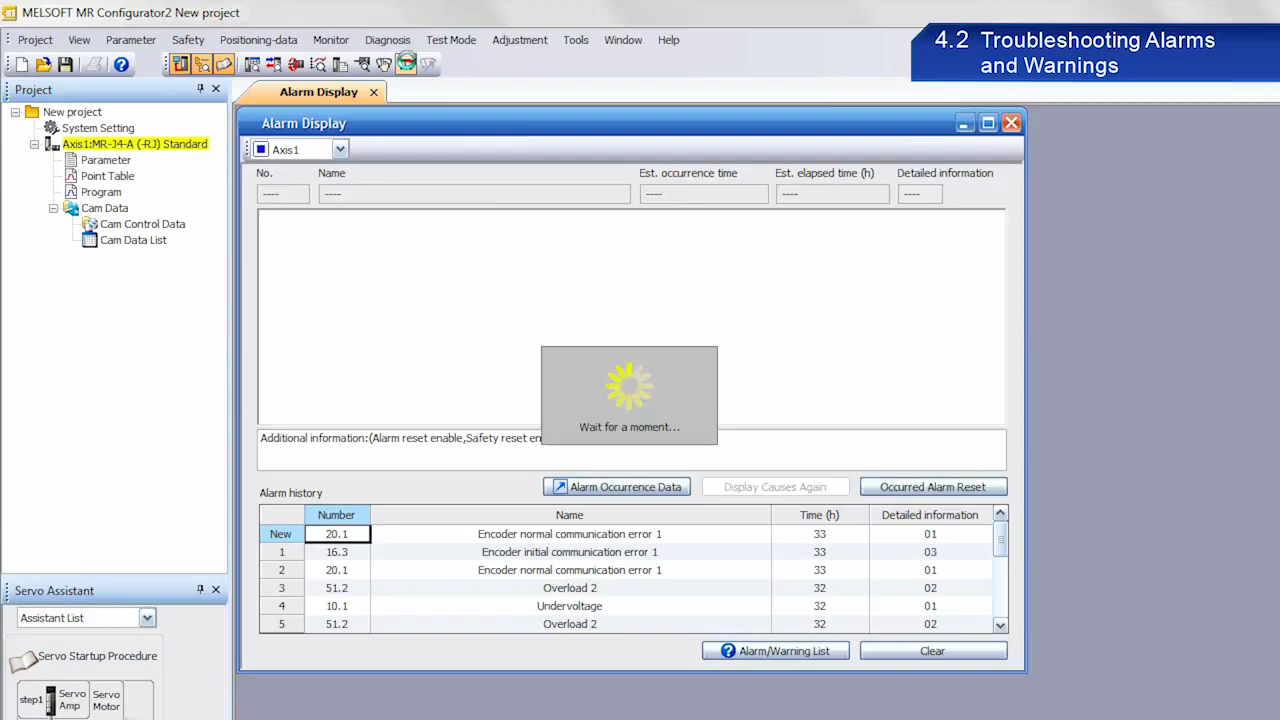 MELSOFT MR Configurator2 New project
Project View Parameter Safety Positioning-data Monitor Diagnosis Test Mode Adjustment Tools Window Help
4.2 Troubleshooting Alarms
and Warnings
Project
Alarm Display
New project
System Setting
Axis1:MR-J4-A (-RJ) Standard
Parameter
Point Table
Program
Cam Data
Cam Control Data
Cam Data List
Alarm Display
Axis1
No. Name Est. occurrence time Est. elapsed time (h) Detailed information
---- ---- ---- ---- ----
Wait for a moment...
Additional information:(Alarm reset enable,Safety reset en
Alarm Occurrence Data Display Causes Again Occurred Alarm Reset
Alarm history
Number Name Time (h) Detailed information
New 20.1 Encoder normal communication error 1 33 01
1 16.3 Encoder initial communication error 1 33 03
2 20.1 Encoder normal communication error 1 33 01
3 51.2 Overload 2 32 02
4 10.1 Undervoltage 32 01
5 51.2 Overload 2 32 02
Alarm/Warning List Clear
Servo Assistant
Assistant List
Servo Startup Procedure
step1 Servo Amp Servo Motor